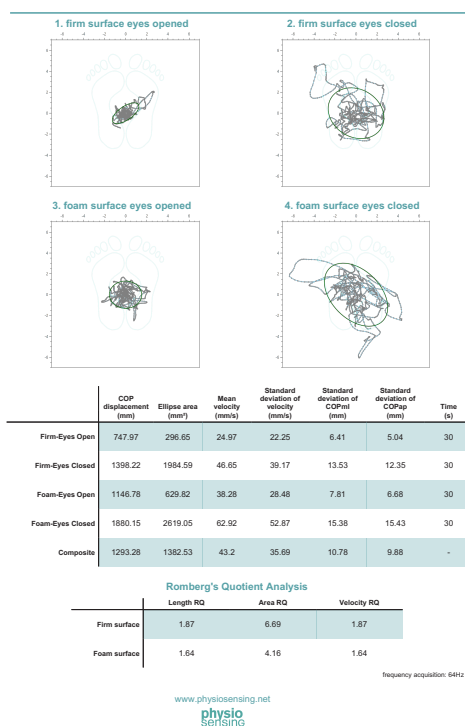 1. firm surface eyes opened
2. firm surface eyes closed
3. foam surface eyes opened
4. foam surface eyes closed
COP displacement (mm) Ellipse area (mm²) Mean velocity (mm/s) Standard deviation of velocity (mm/s) Standard deviation of COPml (mm) Standard deviation of COPap (mm) Time (s)
Firm-Eyes Open 747.97 296.65 24.97 22.25 6.41 5.04 30
Firm-Eyes Closed 1398.22 1984.59 46.65 39.17 13.53 12.35 30
Foam-Eyes Open 1146.78 629.82 38.28 28.48 7.81 6.68 30
Foam-Eyes Closed 1880.15 2619.05 62.92 52.87 15.38 15.43 30
Composite 1293.28 1382.53 43.2 35.69 10.78 9.88 -
Romberg's Quotient Analysis
Length RQ Area RQ Velocity RQ
Firm surface 1.87 6.69 1.87
Foam surface 1.64 4.16 1.64
frequency acquisition: 64Hz
www.physiosensing.net
physio
sensing